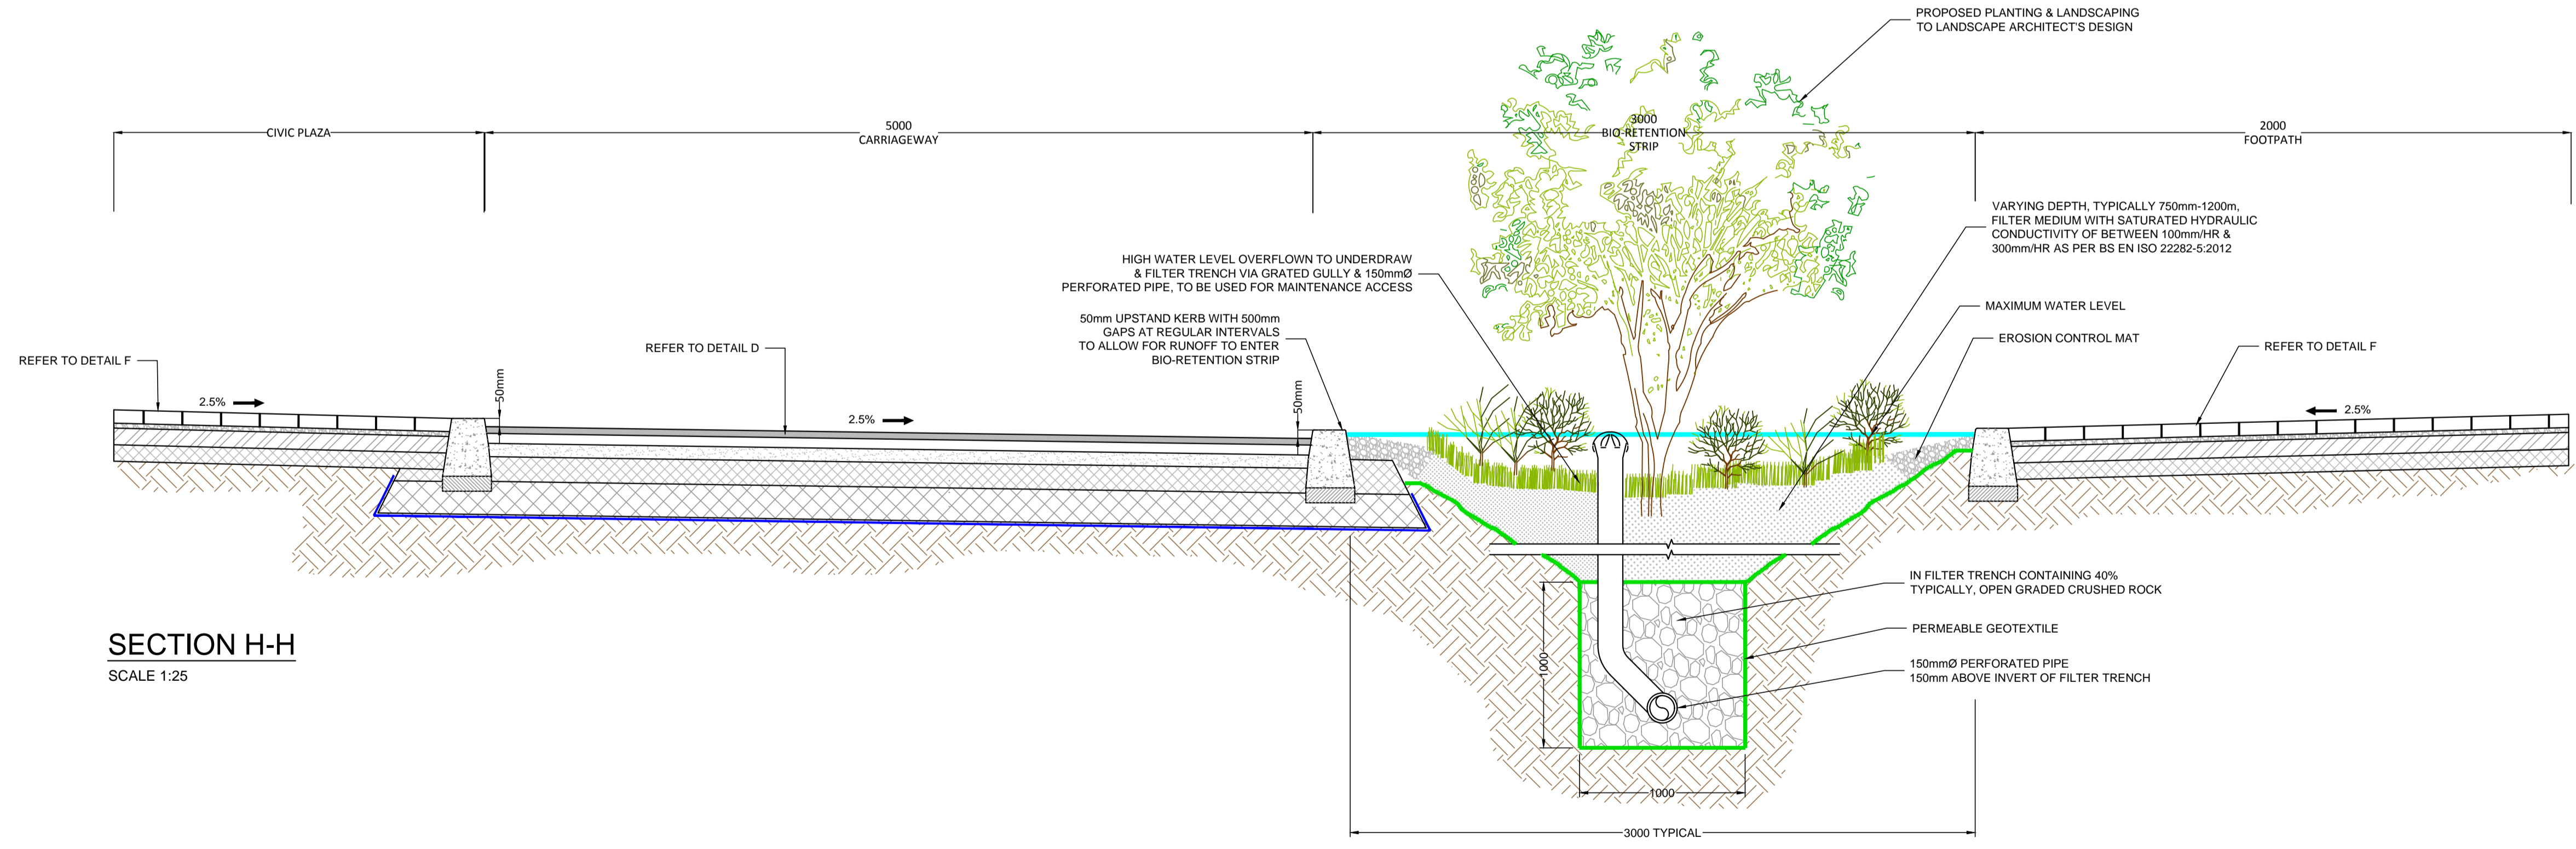 PROPOSED PLANTING & LANDSCAPING
TO LANDSCAPE ARCHITECT'S DESIGN
CIVIC PLAZA
5000
CARRIAGEWAY
3000
BIO-RETENTION
STRIP
2000
FOOTPATH
VARYING DEPTH, TYPICALLY 750mm-1200m,
FILTER MEDIUM WITH SATURATED HYDRAULIC
CONDUCTIVITY OF BETWEEN 100mm/HR &
300mm/HR AS PER BS EN ISO 22282-5:2012
HIGH WATER LEVEL OVERFLOWN TO UNDERDRAW
& FILTER TRENCH VIA GRATED GULLY & 150mmØ
PERFORATED PIPE, TO BE USED FOR MAINTENANCE ACCESS
MAXIMUM WATER LEVEL
50mm UPSTAND KERB WITH 500mm
GAPS AT REGULAR INTERVALS
TO ALLOW FOR RUNOFF TO ENTER
BIO-RETENTION STRIP
EROSION CONTROL MAT
REFER TO DETAIL F
REFER TO DETAIL D
REFER TO DETAIL F
2.5%
50mm
2.5%
50mm
2.5%
IN FILTER TRENCH CONTAINING 40%
TYPICALLY, OPEN GRADED CRUSHED ROCK
PERMEABLE GEOTEXTILE
150mmØ PERFORATED PIPE
150mm ABOVE INVERT OF FILTER TRENCH
1000
1000
3000 TYPICAL
SECTION H-H
SCALE 1:25